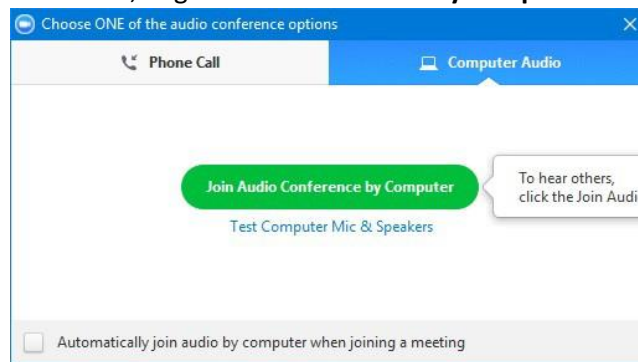 Choose ONE of the audio conference options
Phone Call
Computer Audio
Join Audio Conference by Computer
To hear others,
click the Join Audi
Test Computer Mic & Speakers
Automatically join audio by computer when joining a meeting